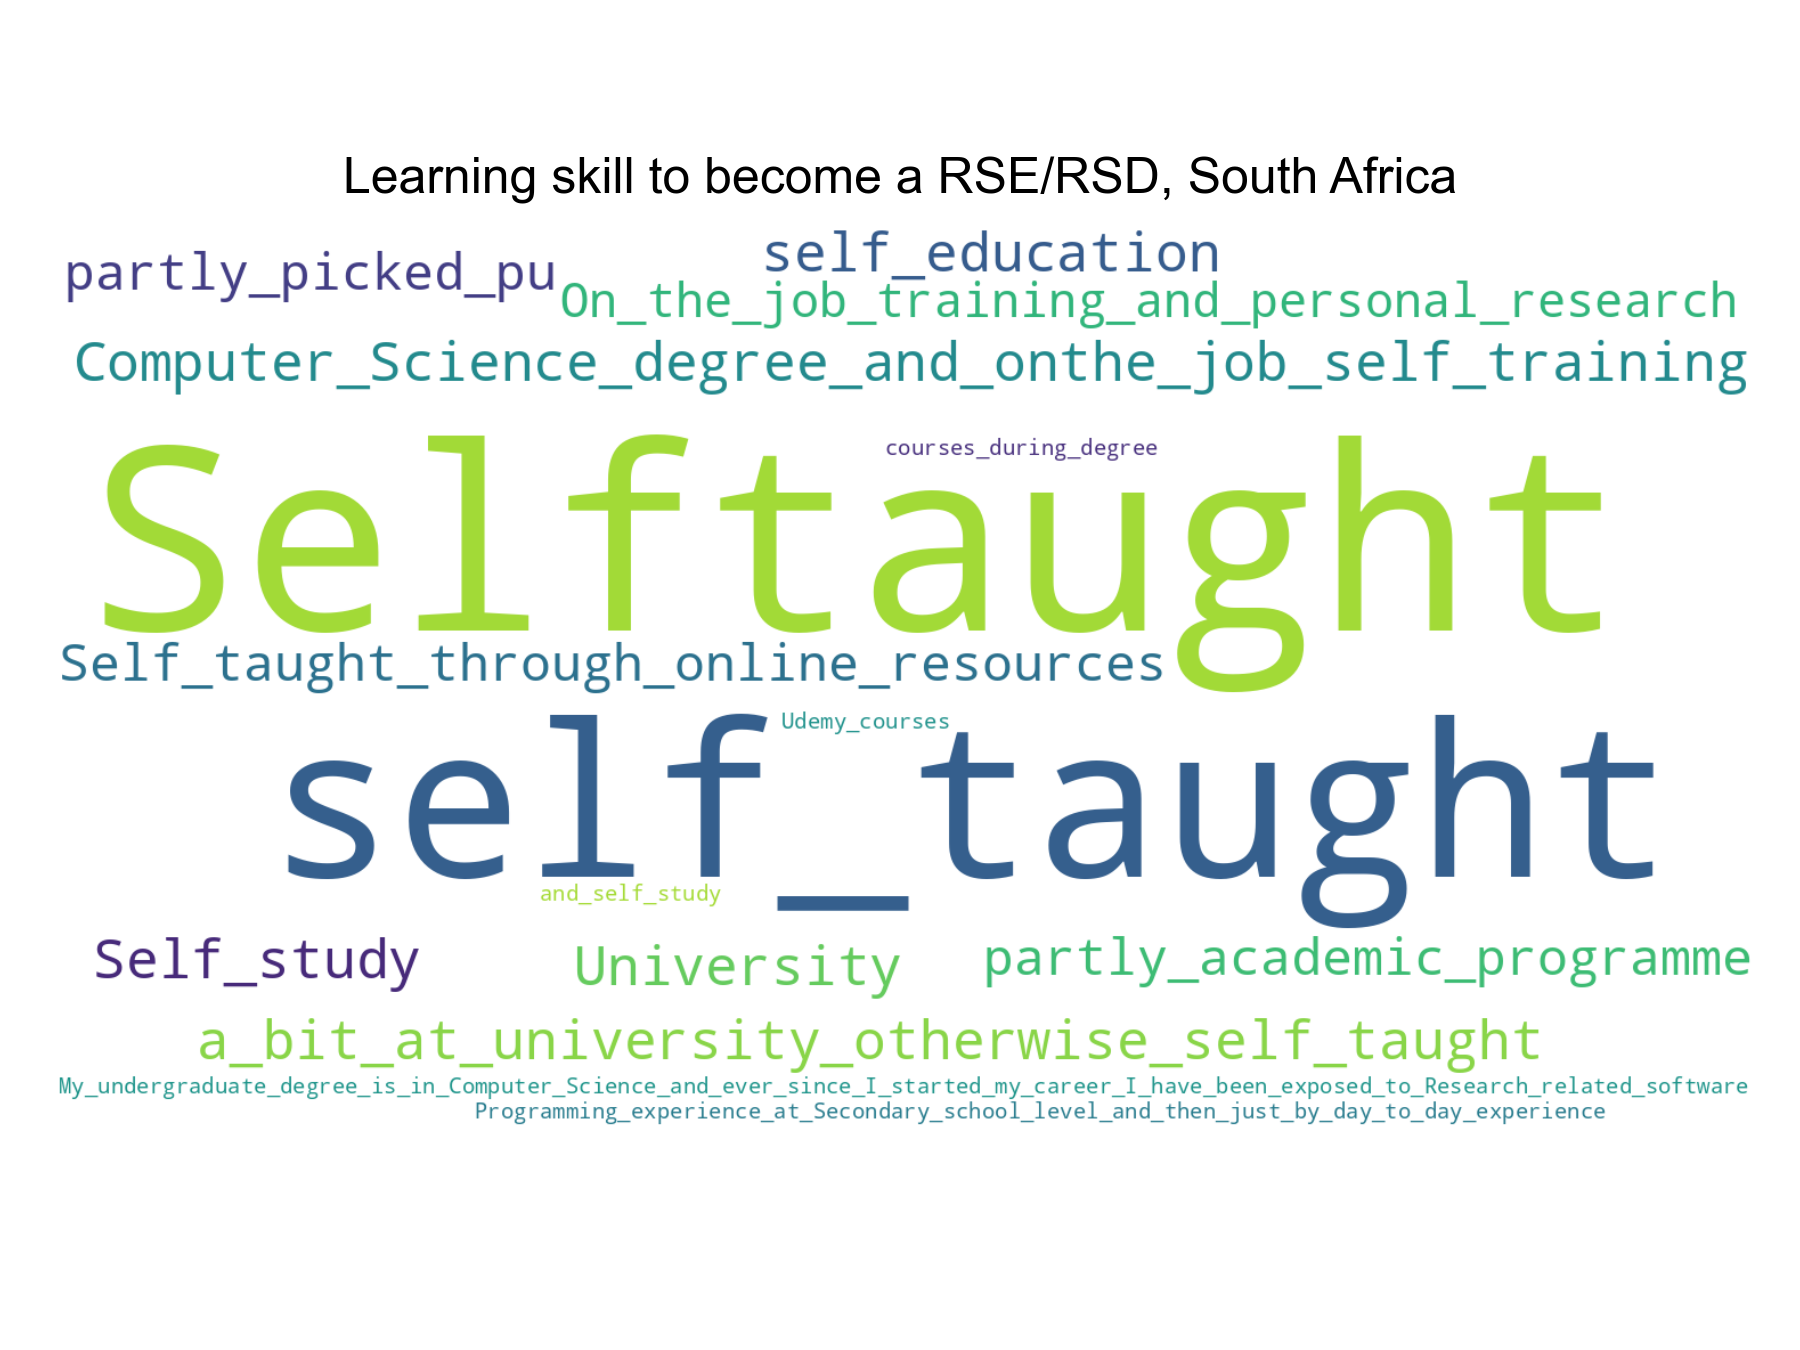 Learning skill to become a RSE/RSD, South Africa
partly_picked_pu
self_education
On_the_job_training_and_personal_research
Computer_Science_degree_and_onthe_job_self_training
courses_during_degree
Selftaught
Self_taught_through_online_resources
Udemy_courses
self_taught
and_self_study
Self_study
University
partly_academic_programme
a_bit_at_university_otherwise_self_taught
My_undergraduate_degree_is_in_Computer_Science_and_ever_since_I_started_my_career_I_have_been_exposed_to_Research_related_software
Programming_experience_at_Secondary_school_level_and_then_just_by_day_to_day_experience